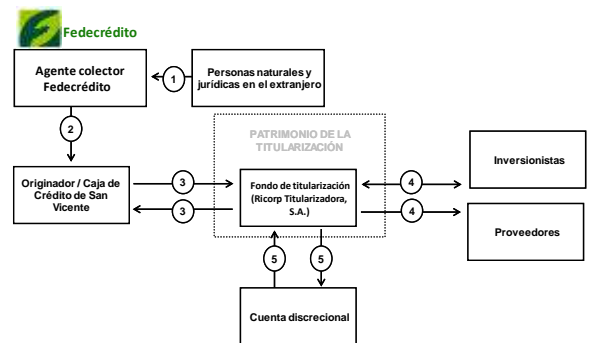 Fedecrédito
Agente colector
Fedecrédito
1
Personas naturales y
jurídicas en el extranjero
2
PATRIMONIO DE LA
TITULARIZACIÓN
Originador / Caja de
Crédito de San
Vicente
3
3
Fondo de titularización
(Ricorp Titularizadora,
S.A.)
4
4
Inversionistas
Proveedores
5
5
Cuenta discrecional